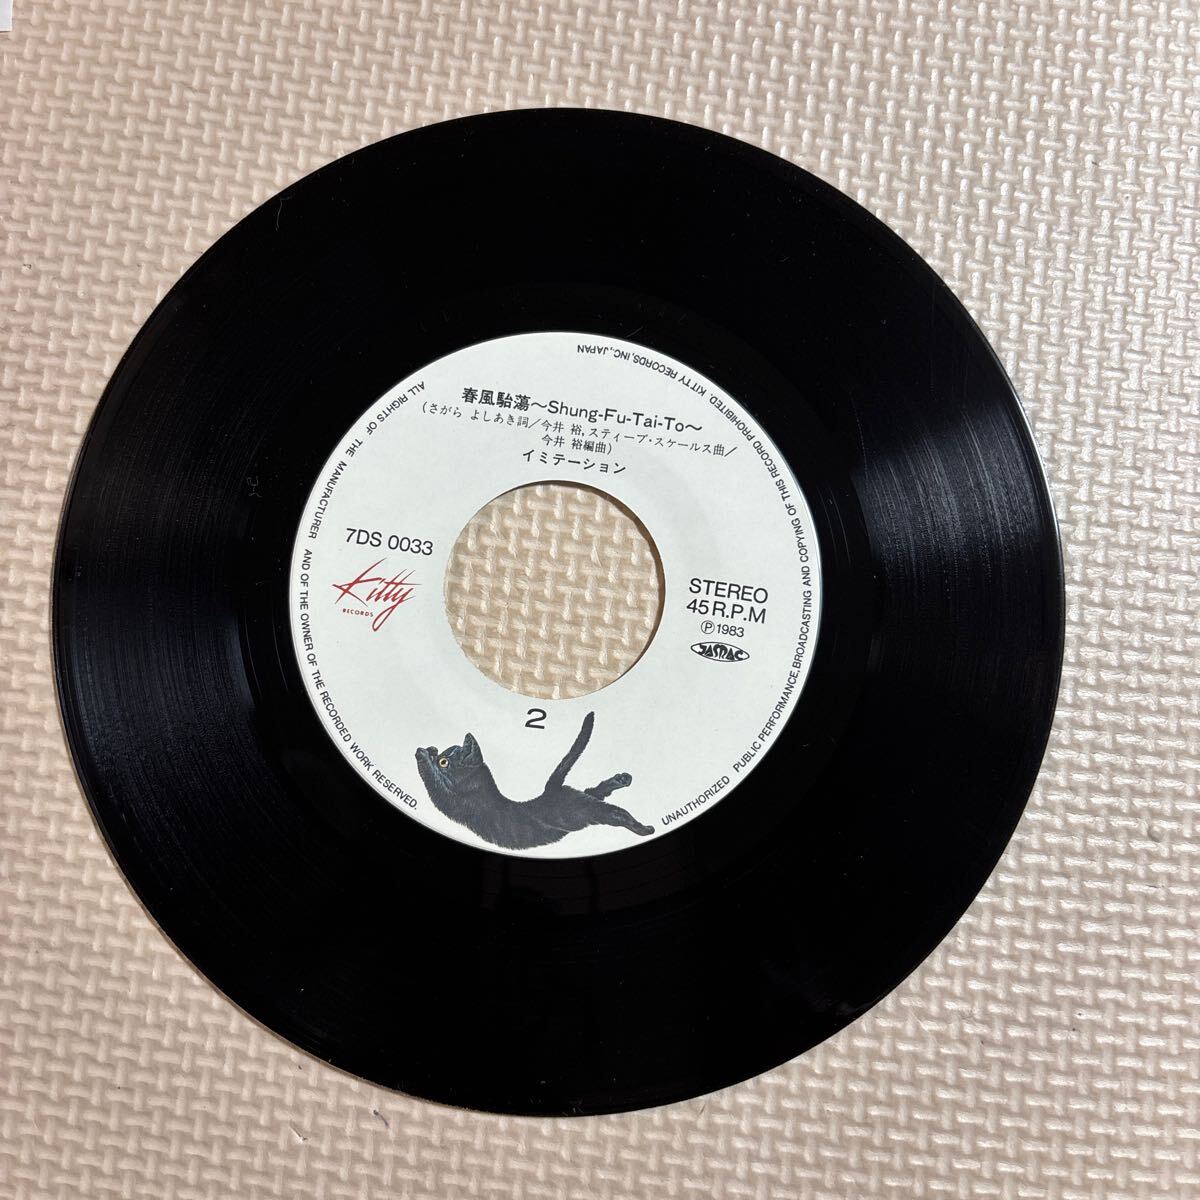 春風駘蕩～Shung-Fu-Tai-To～
(さがら よしあき詞／今井 裕，スティーブ・スケールス曲／
今井 裕編曲)
イミテーション
7DS 0033
Kitty
RECORDS
STEREO
45R.P.M
Ⓟ1983
JASRAC
2
ALL RIGHTS OF THE MANUFACTURER AND OF THE OWNER OF THE RECORDED WORK RESERVED.
UNAUTHORIZED PUBLIC PERFORMANCE, BROADCASTING AND COPYING OF THIS RECORD PROHIBITED. KITTY RECORDS, INC., JAPAN